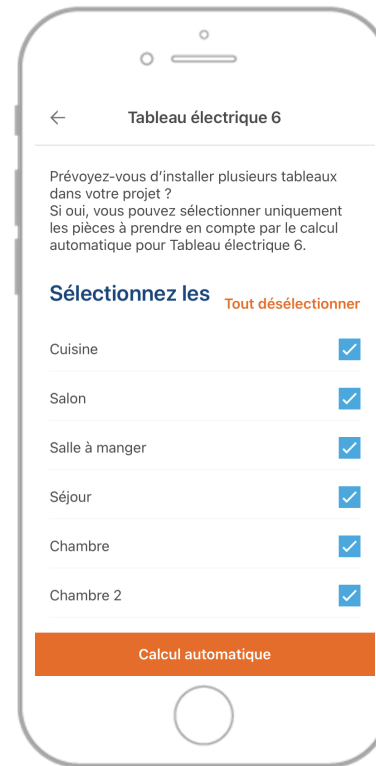 Tableau électrique 6
Prévoyez-vous d'installer plusieurs tableaux
dans votre projet ?
Si oui, vous pouvez sélectionner uniquement
les pièces à prendre en compte par le calcul
automatique pour Tableau électrique 6.
Sélectionnez les
Tout désélectionner
Cuisine
Salon
Salle à manger
Séjour
Chambre
Chambre 2
Calcul automatique